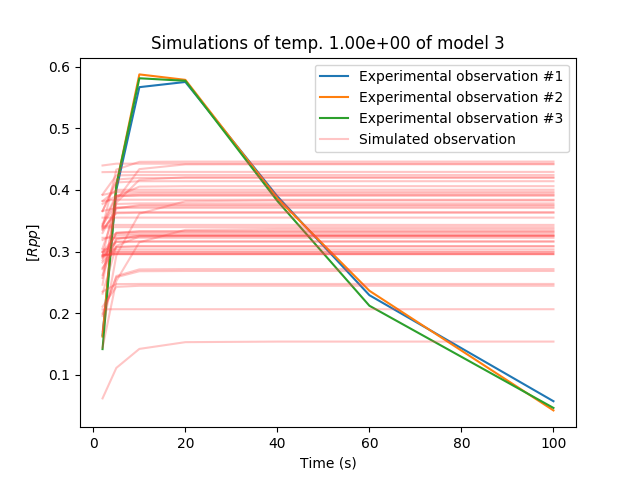 Simulations of temp. 1.00e+00 of model 3
Experimental observation #1
Experimental observation #2
Experimental observation #3
Simulated observation
[Rpp]
0.6
0.5
0.4
0.3
0.2
0.1
0 20 40 60 80 100
Time (s)